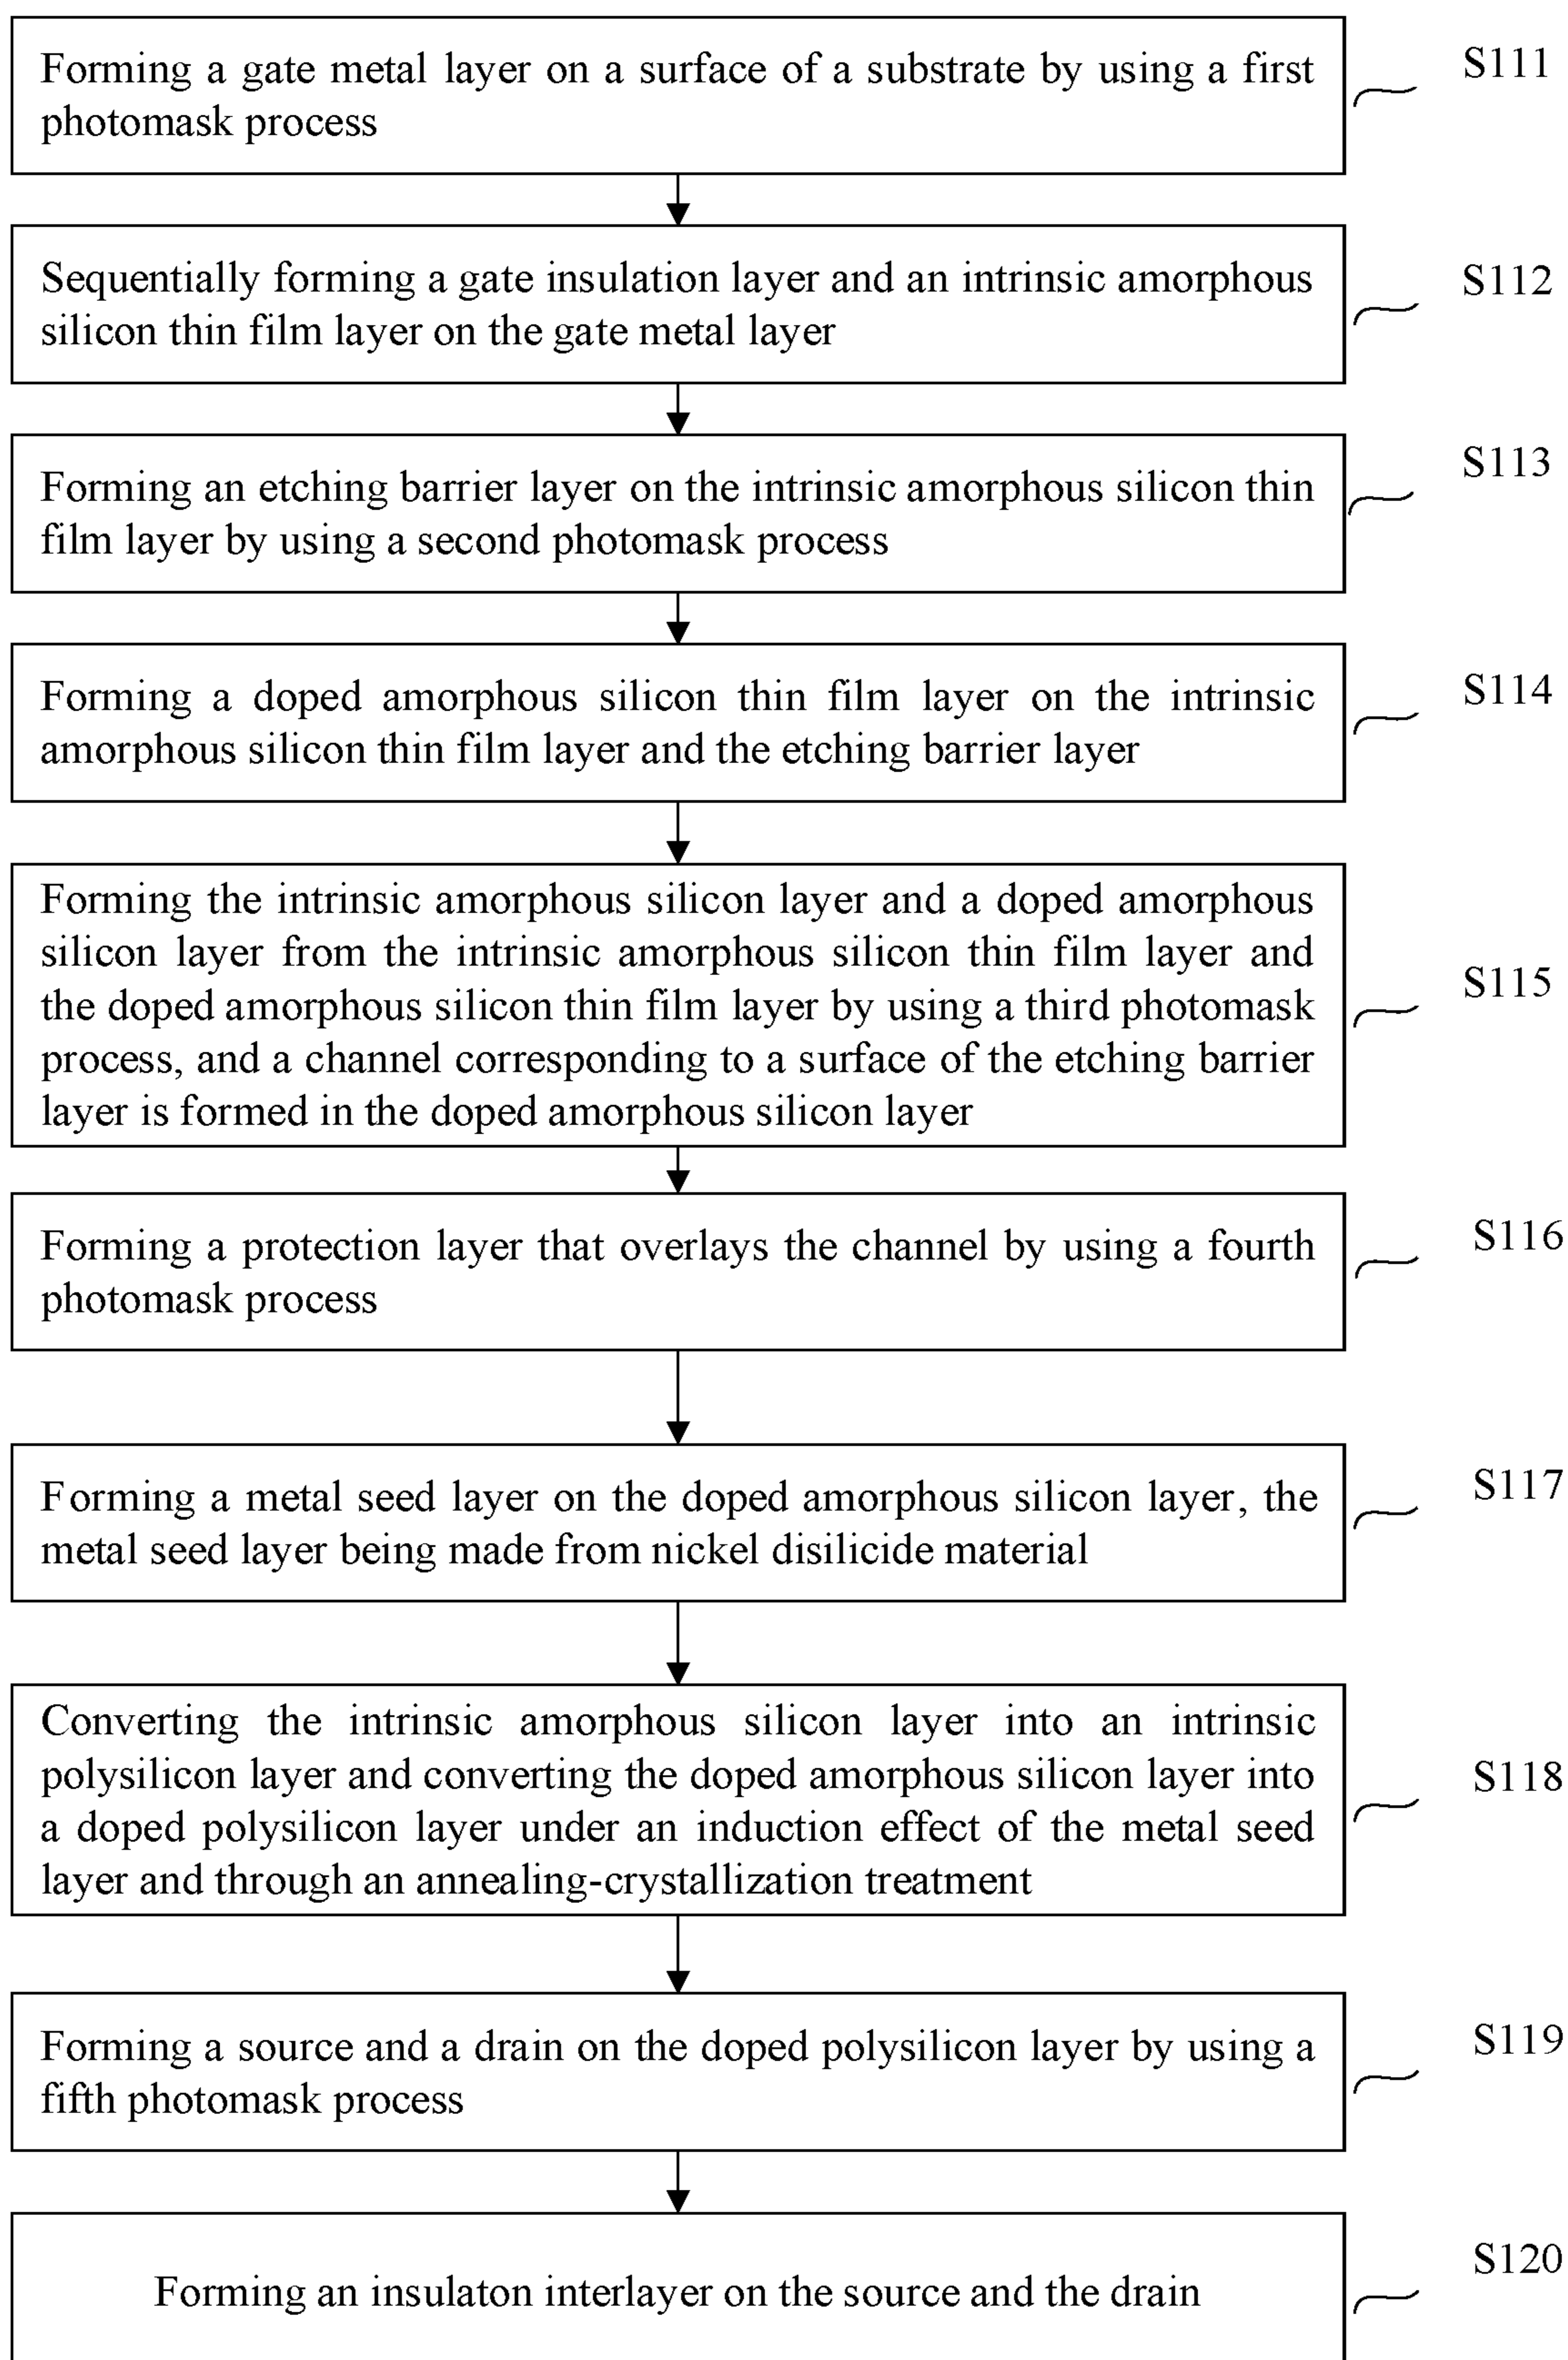 Forming a gate metal layer on a surface of a substrate by using a first
photomask process
S111
Sequentially forming a gate insulation layer and an intrinsic amorphous
silicon thin film layer on the gate metal layer
S112
Forming an etching barrier layer on the intrinsic amorphous silicon thin
film layer by using a second photomask process
S113
Forming a doped amorphous silicon thin film layer on the intrinsic
amorphous silicon thin film layer and the etching barrier layer
S114
Forming the intrinsic amorphous silicon layer and a doped amorphous
silicon layer from the intrinsic amorphous silicon thin film layer and
the doped amorphous silicon thin film layer by using a third photomask
process, and a channel corresponding to a surface of the etching barrier
layer is formed in the doped amorphous silicon layer
S115
Forming a protection layer that overlays the channel by using a fourth
photomask process
S116
Forming a metal seed layer on the doped amorphous silicon layer, the
metal seed layer being made from nickel disilicide material
S117
Converting the intrinsic amorphous silicon layer into an intrinsic
polysilicon layer and converting the doped amorphous silicon layer into
a doped polysilicon layer under an induction effect of the metal seed
layer and through an annealing-crystallization treatment
S118
Forming a source and a drain on the doped polysilicon layer by using a
fifth photomask process
S119
Forming an insulaton interlayer on the source and the drain
S120